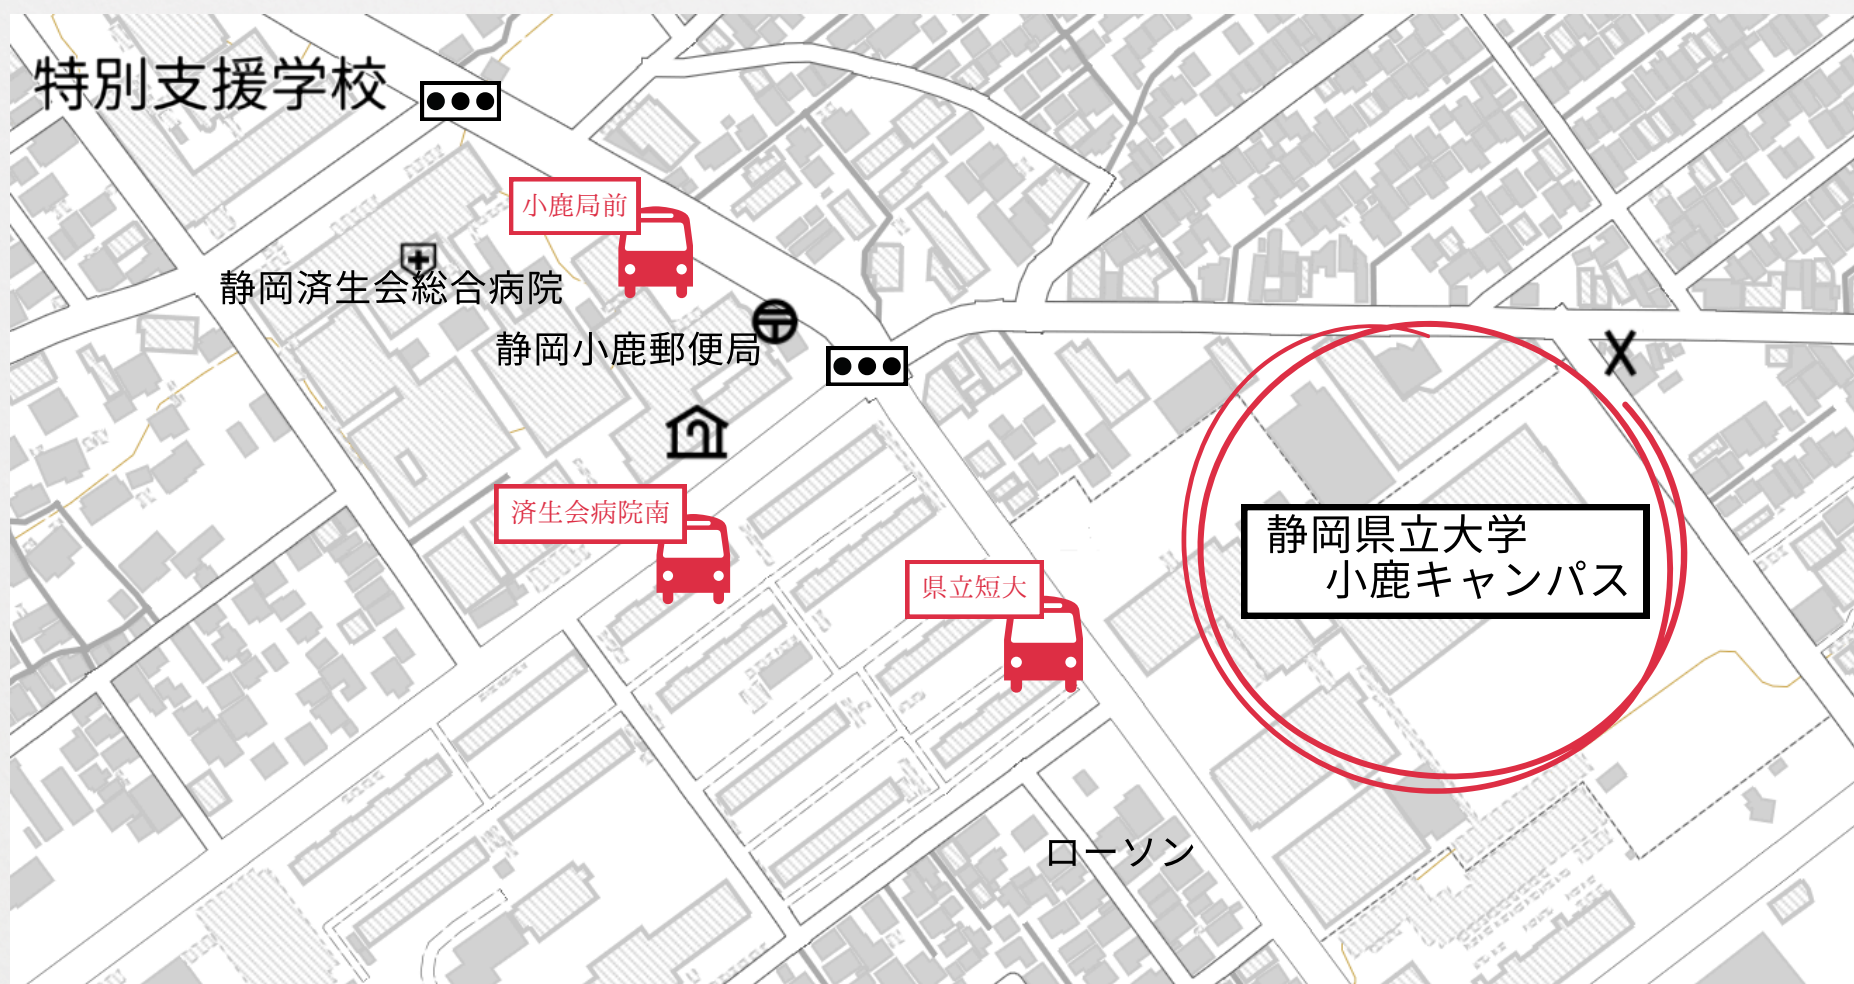 特別支援学校
小鹿局前
静岡済生会総合病院
静岡小鹿郵便局
済生会病院南
県立短大
静岡県立大学
小鹿キャンパス
ローソン